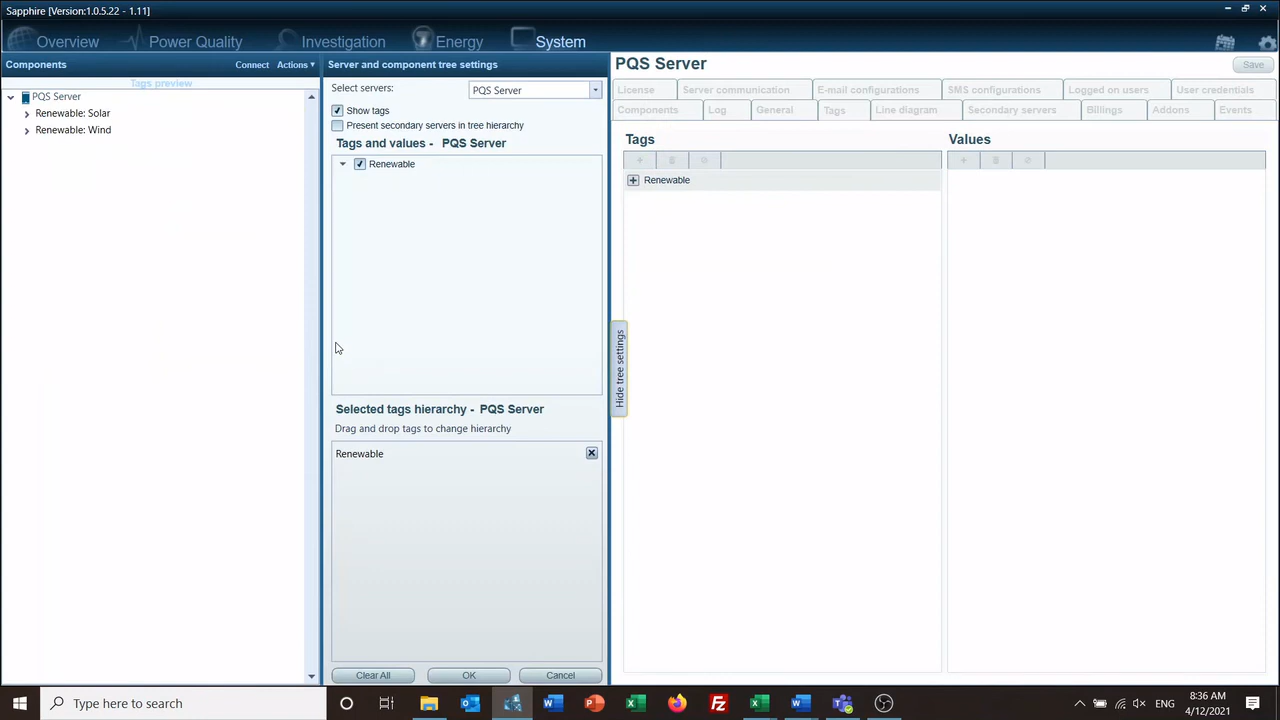 Sapphire [Version:1.0.5.22 - 1.11]
Overview
Power Quality
Investigation
Energy
System
Components
Connect
Actions
Tags preview
PQS Server
Renewable: Solar
Renewable: Wind
Server and component tree settings
Select servers:
PQS Server
Show tags
Present secondary servers in tree hierarchy
Tags and values - PQS Server
Renewable
Selected tags hierarchy - PQS Server
Drag and drop tags to change hierarchy
Renewable
Clear All
OK
Cancel
Hide tree settings
PQS Server
Save
License
Server communication
E-mail configurations
SMS configurations
Logged on users
User credentials
Components
Log
General
Tags
Line diagram
Secondary servers
Billings
Addons
Events
Tags
Values
Renewable
Type here to search
ENG
8:36 AM
4/12/2021